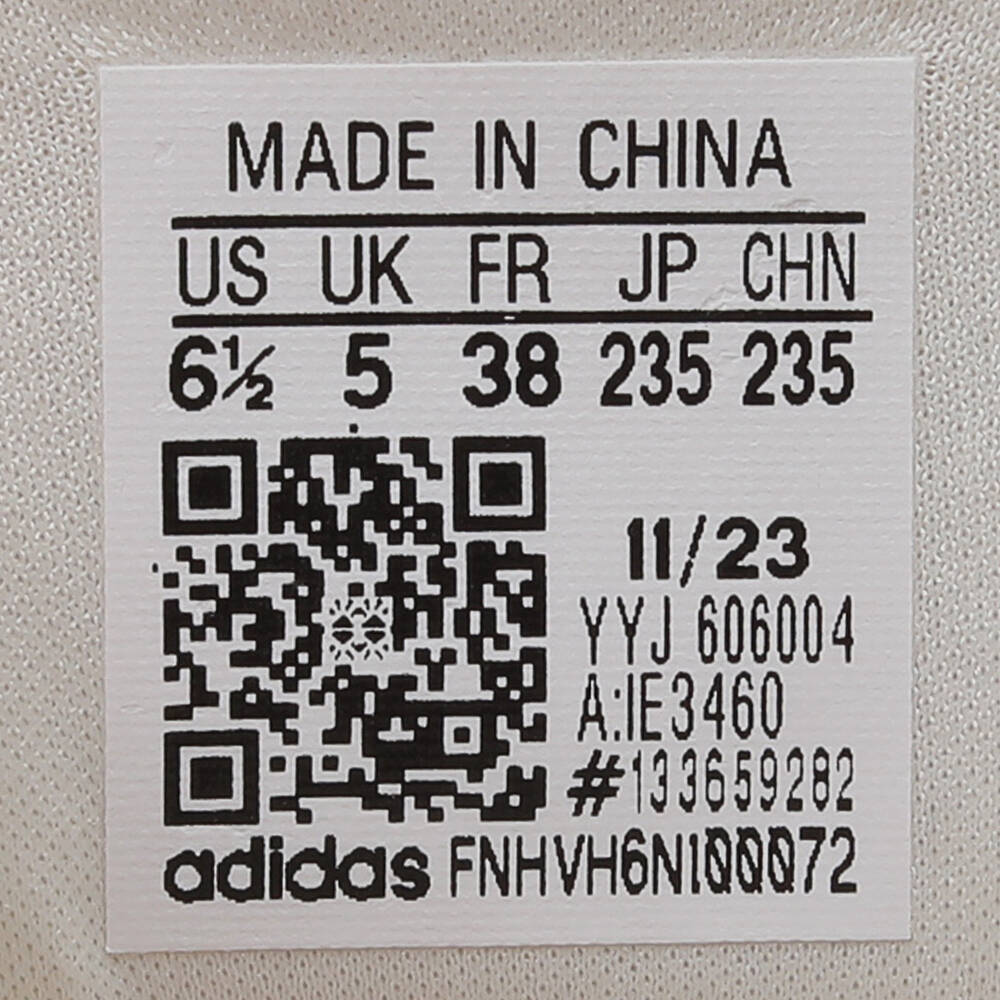 MADE IN CHINA
US UK FR JP CHN
6½ 5 38 235 235
11/23
YYJ 606004
A:IE3460
#133659282
adidas FNHVH6N1000072